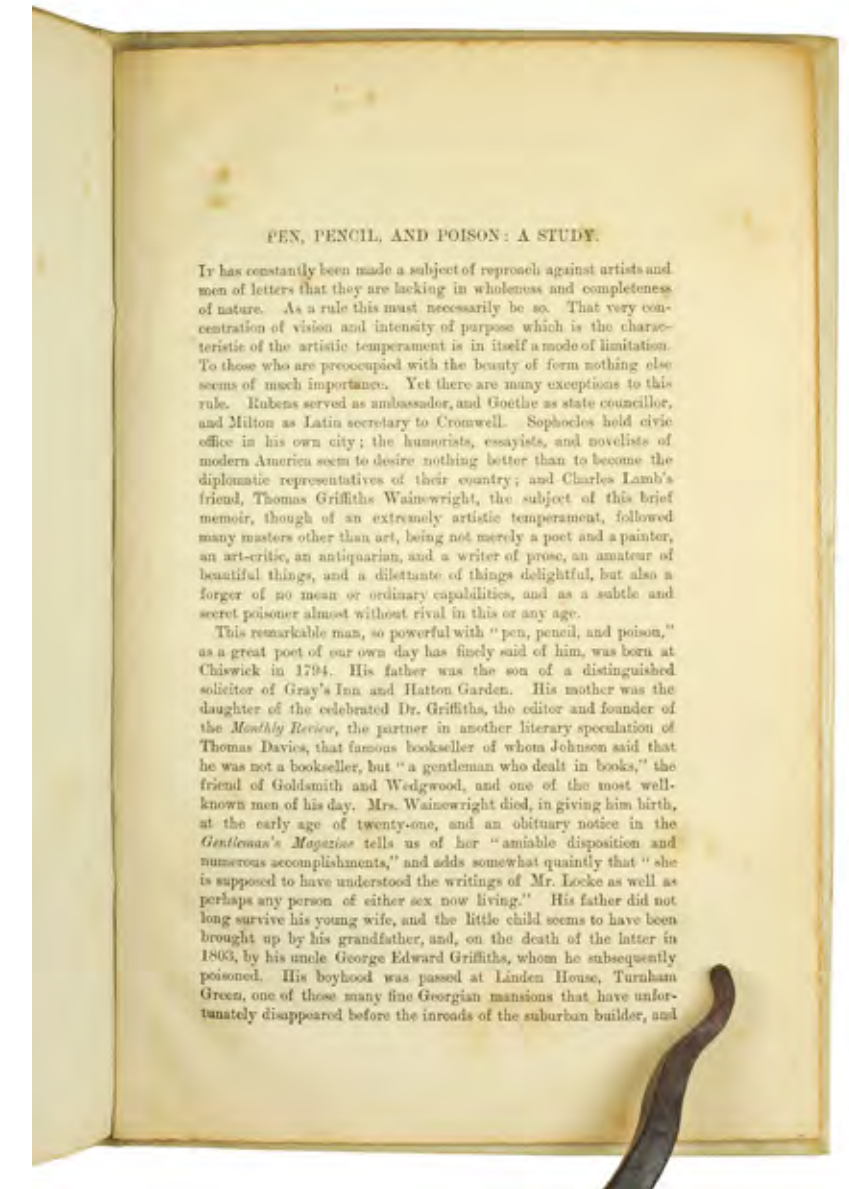 PEN, PENCIL, AND POISON: A STUDY.
IT has constantly been made a subject of reproach against artists and
men of letters that they are lacking in wholeness and completeness
of nature. As a rule this must necessarily be so. That very con-
centration of vision and intensity of purpose which is the charac-
teristic of the artistic temperament is in itself a mode of limitation.
To those who are preoccupied with the beauty of form nothing else
seems of much importance. Yet there are many exceptions to this
rule. Rubens served as ambassador, and Goethe as state councillor,
and Milton as Latin secretary to Cromwell. Sophocles held civic
office in his own city; the humorists, essayists, and novelists of
modern America seem to desire nothing better than to become the
diplomatic representatives of their country; and Charles Lamb's
friend, Thomas Griffiths Wainewright, the subject of this brief
memoir, though of an extremely artistic temperament, followed
many masters other than art, being not merely a poet and a painter,
an art-critic, an antiquarian, and a writer of prose, an amateur of
beautiful things, and a dilettante of things delightful, but also a
forger of no mean or ordinary capabilities, and as a subtle and
secret poisoner almost without rival in this or any age.
This remarkable man, so powerful with "pen, pencil, and poison,"
as a great poet of our own day has finely said of him, was born at
Chiswick in 1794. His father was the son of a distinguished
solicitor of Gray's Inn and Hatton Garden. His mother was the
daughter of the celebrated Dr. Griffiths, the editor and founder of
the Monthly Review, the partner in another literary speculation of
Thomas Davies, that famous bookseller of whom Johnson said that
he was not a bookseller, but "a gentleman who dealt in books," the
friend of Goldsmith and Wedgwood, and one of the most well-
known men of his day. Mrs. Wainewright died, in giving him birth,
at the early age of twenty-one, and an obituary notice in the
Gentleman's Magazine tells us of her "amiable disposition and
numerous accomplishments," and adds somewhat quaintly that "she
is supposed to have understood the writings of Mr. Locke as well as
perhaps any person of either sex now living." His father did not
long survive his young wife, and the little child seems to have been
brought up by his grandfather, and, on the death of the latter in
1803, by his uncle George Edward Griffiths, whom he subsequently
poisoned. His boyhood was passed at Linden House, Turnham
Green, one of those many fine Georgian mansions that have unfor-
tunately disappeared before the inroads of the suburban builder, and